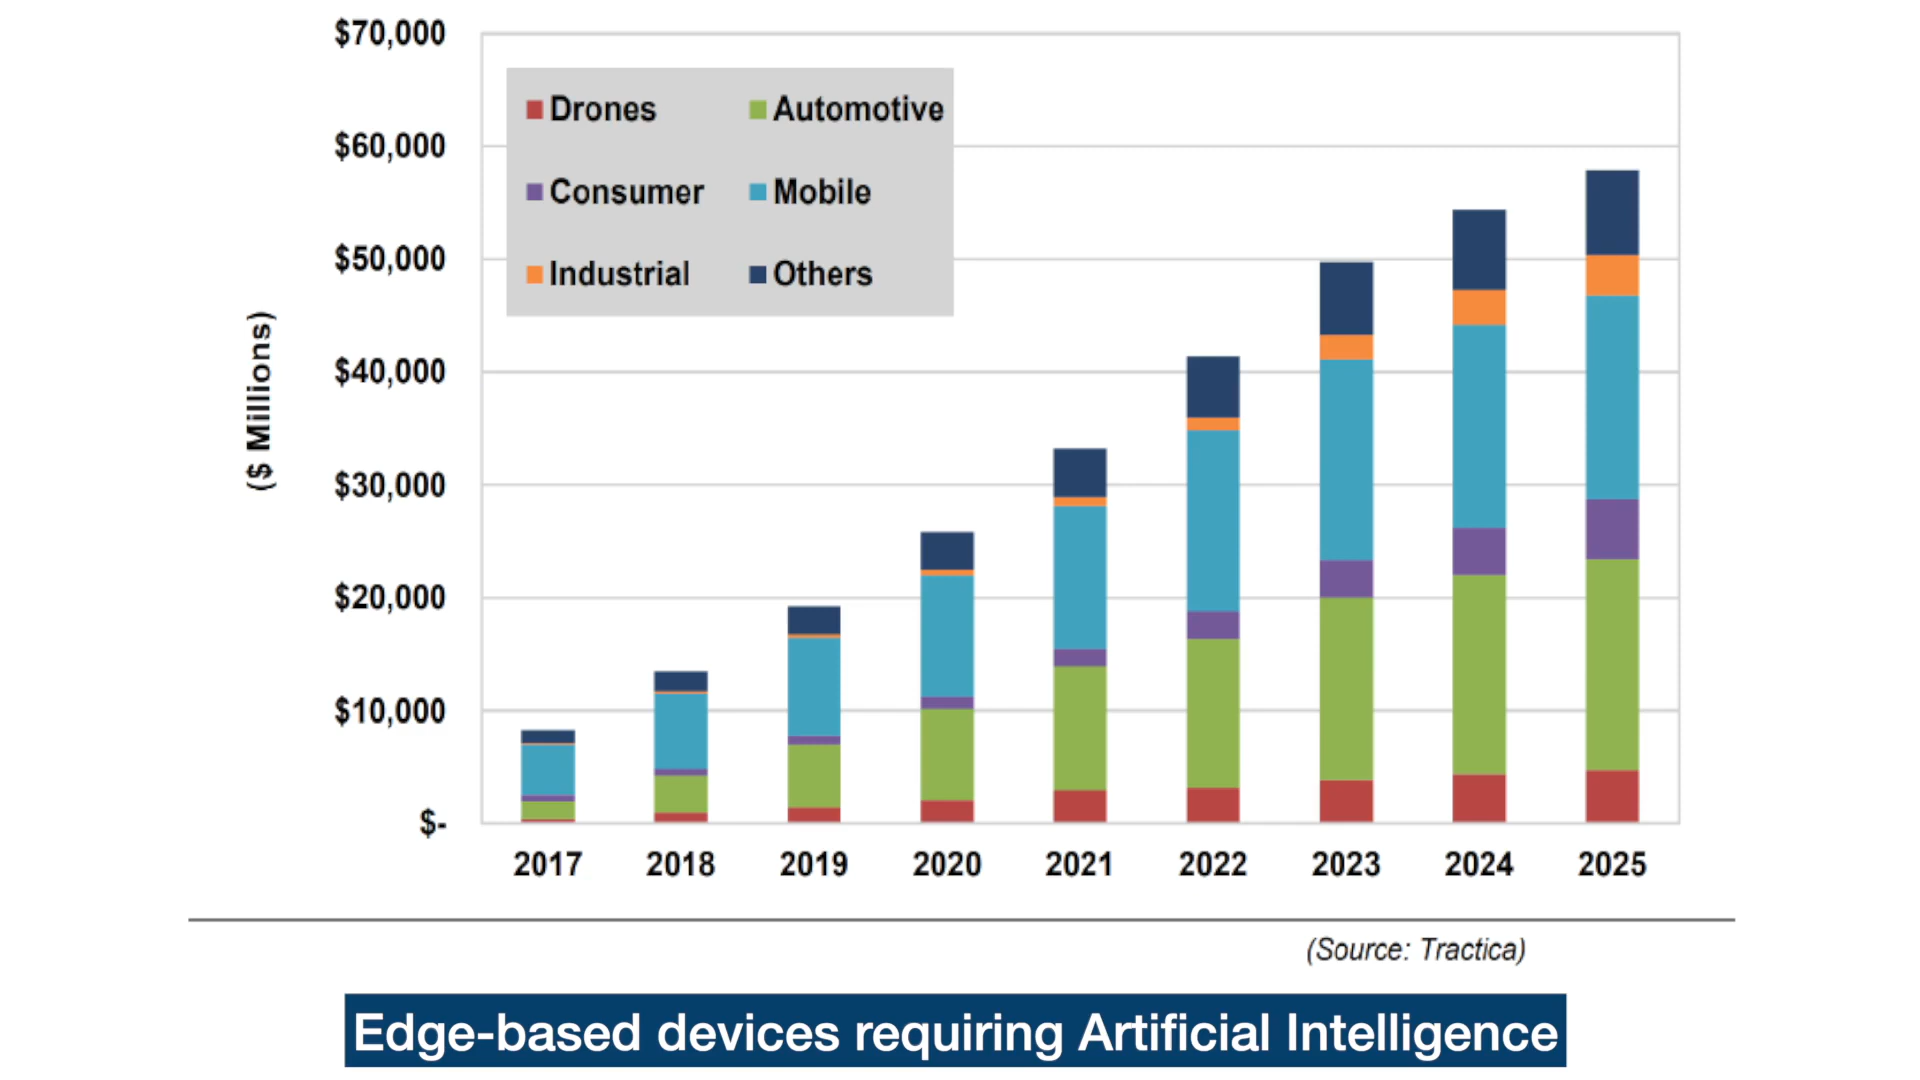 $70,000
$60,000
$50,000
$40,000
$30,000
$20,000
$10,000
$-
($ Millions)
Drones Automotive
Consumer Mobile
Industrial Others
2017 2018 2019 2020 2021 2022 2023 2024 2025
(Source: Tractica)
Edge-based devices requiring Artificial Intelligence